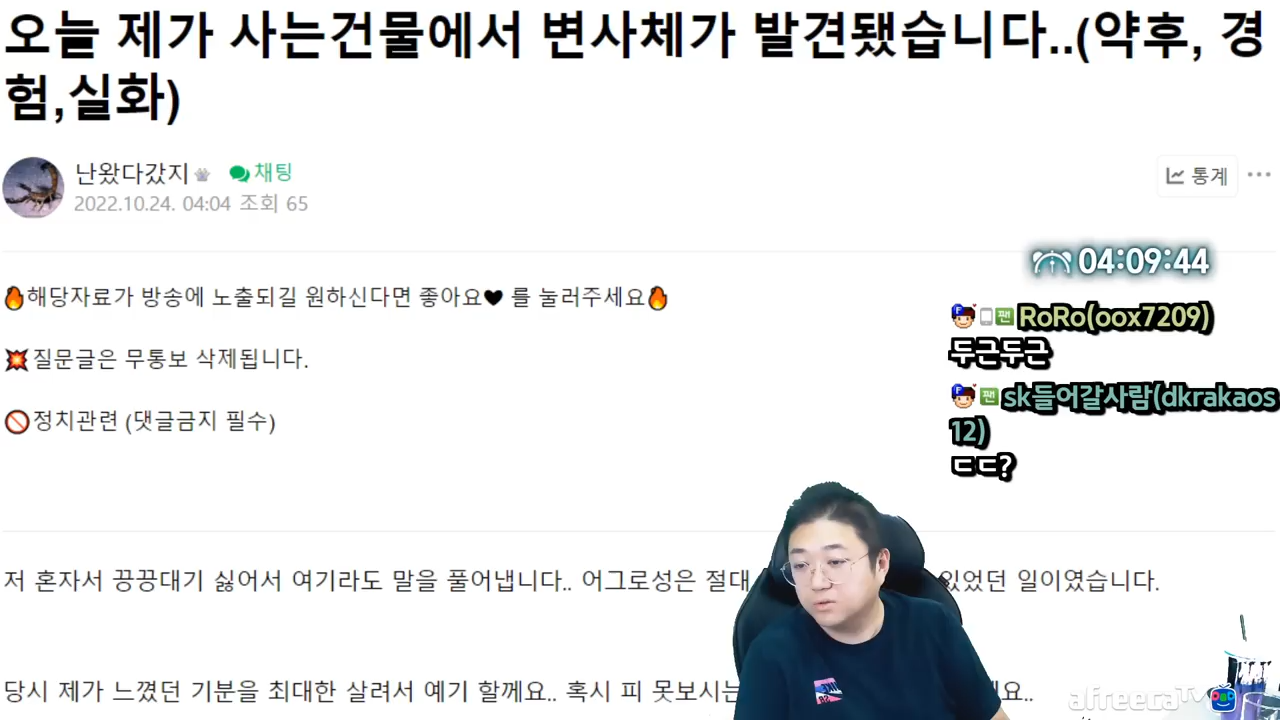 오늘 제가 사는건물에서 변사체가 발견됐습니다..(약후, 경
험,실화)
난왔다갔지 채팅
2022.10.24. 04:04 조회 65
통계
04:09:44
🔥해당자료가 방송에 노출되길 원하신다면 좋아요🖤 를 눌러주세요🔥
💥질문글은 무통보 삭제됩니다.
🚫정치관련 (댓글금지 필수)
팬 RoRo(oox7209)
두근두근
팬 sk들어갈사람(dkrakaos
12)
ㄷㄷ?
저 혼자서 끙끙대기 싫어서 여기라도 말을 풀어냅니다.. 어그로성은 절대 있었던 일이였습니다.
당시 제가 느꼈던 기분을 최대한 살려서 예기 할께요.. 혹시 피 못보시는 요..
afreecaTV